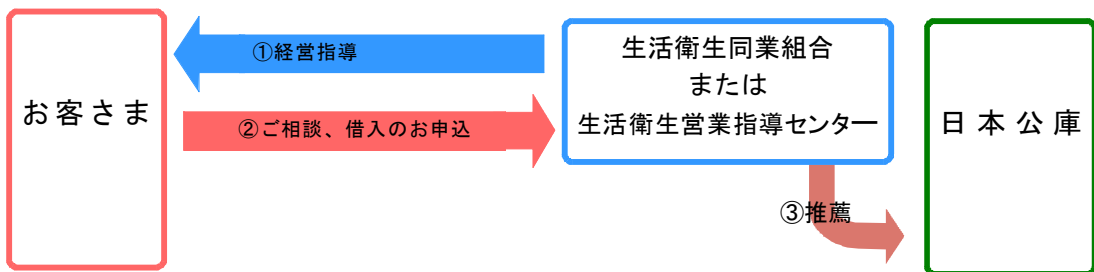 お客さま
①経営指導
②ご相談、借入のお申込
生活衛生同業組合
または
生活衛生営業指導センター
③推薦
日本公庫